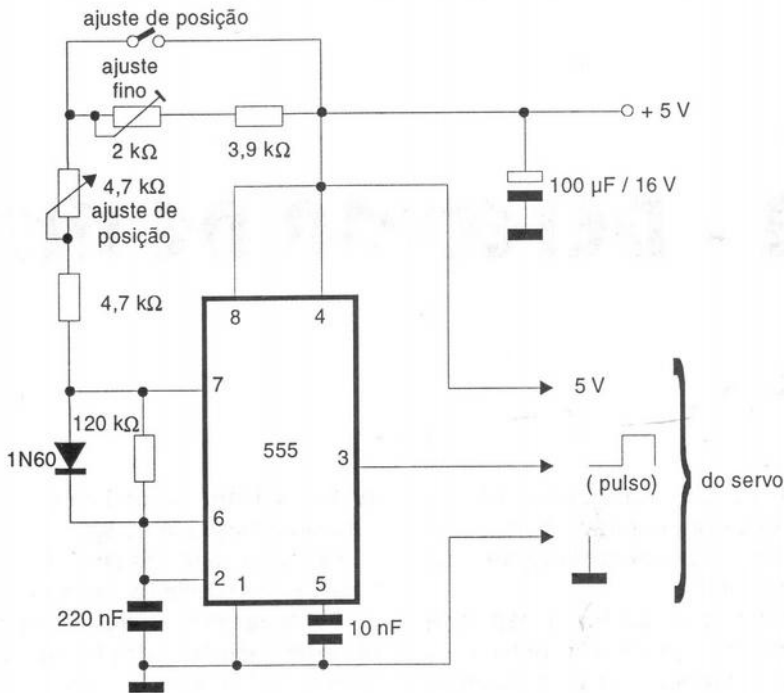 ajuste de posição
ajuste
fino
+ 5 V
2 kΩ
3,9 kΩ
4,7 kΩ
ajuste de
posição
100 µF / 16 V
4,7 kΩ
8
4
7
5 V
120 kΩ
1N60
555
3
(pulso)
do servo
6
2
1
5
220 nF
10 nF